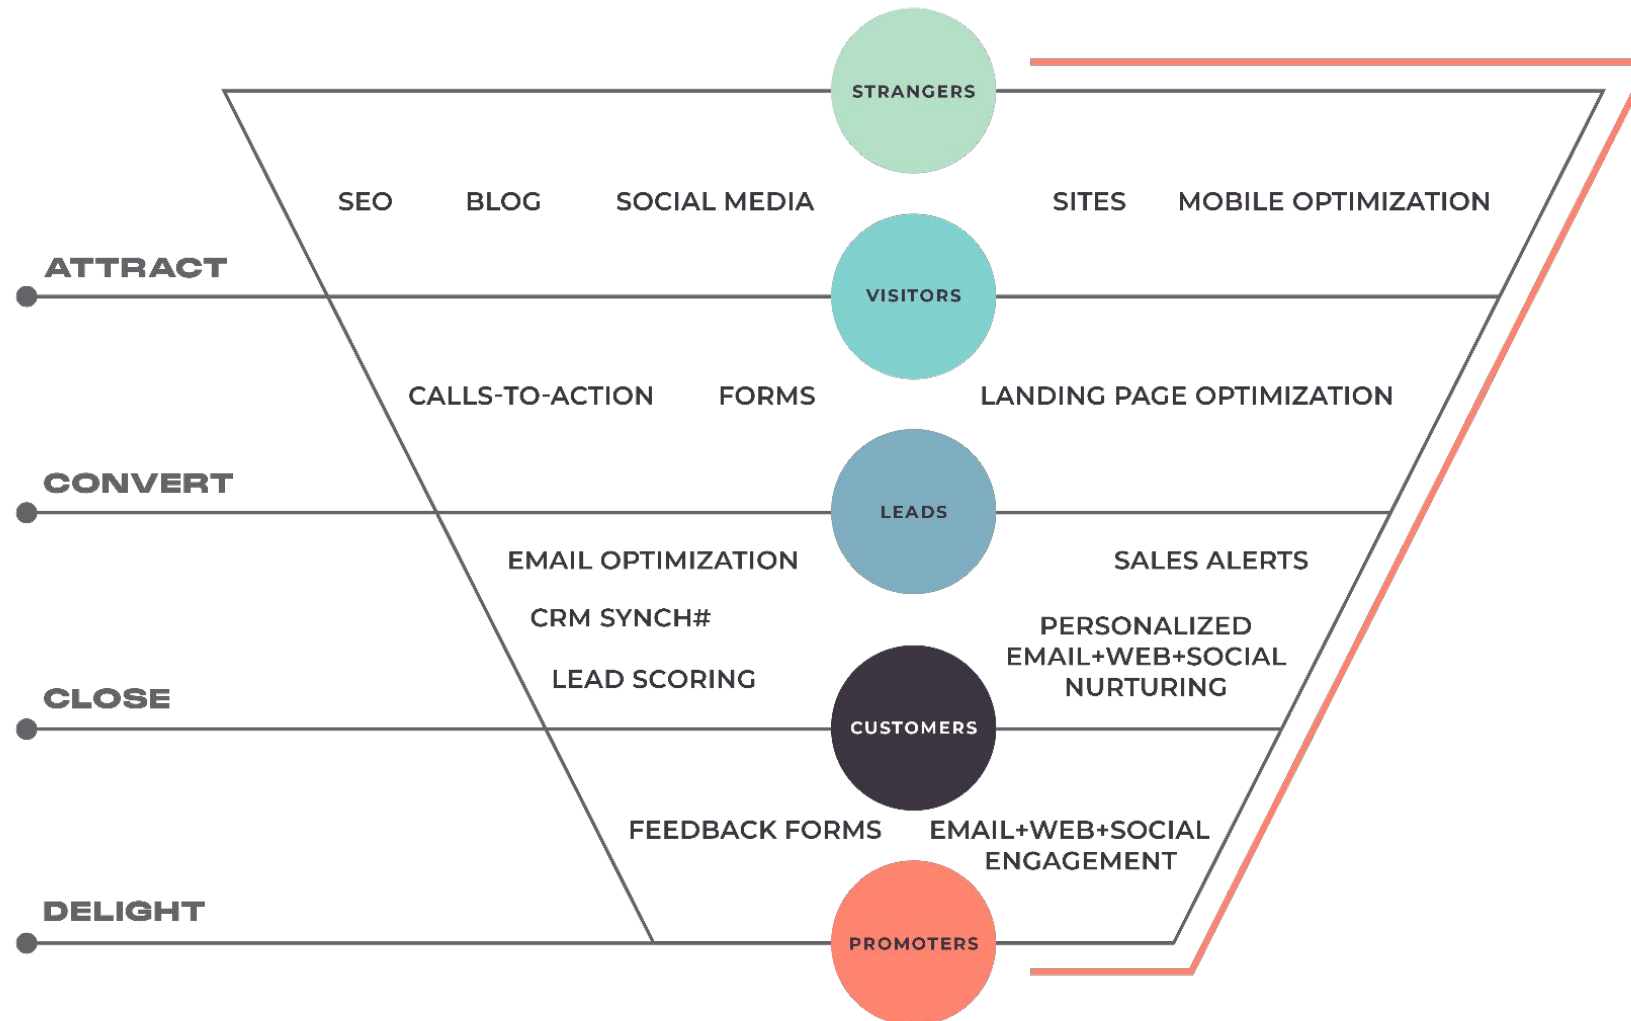 STRANGERS
SEO BLOG SOCIAL MEDIA SITES MOBILE OPTIMIZATION
ATTRACT
VISITORS
CALLS-TO-ACTION FORMS LANDING PAGE OPTIMIZATION
CONVERT
LEADS
EMAIL OPTIMIZATION SALES ALERTS
CRM SYNCH#
PERSONALIZED
EMAIL+WEB+SOCIAL
NURTURING
LEAD SCORING
CLOSE
CUSTOMERS
FEEDBACK FORMS EMAIL+WEB+SOCIAL
ENGAGEMENT
DELIGHT
PROMOTERS